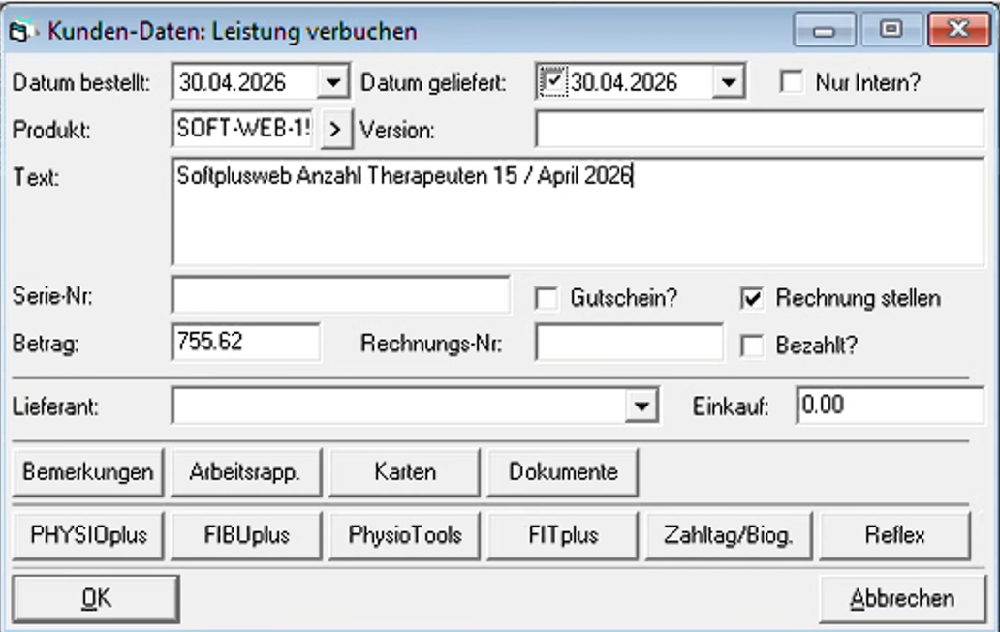 Kunden-Daten: Leistung verbuchen
Datum bestellt: 30.04.2026 Datum geliefert: 30.04.2026 Nur Intern?
Produkt: SOFT-WEB-15 > Version:
Text: Softplusweb Anzahl Therapeuten 15 / April 2026
Serie-Nr: Gutschein? Rechnung stellen
Betrag: 755.62 Rechnungs-Nr: Bezahlt?
Lieferant: Einkauf: 0.00
Bemerkungen Arbeitsrapp. Karten Dokumente
PHYSIOplus FIBUplus PhysioTools FITplus Zahltag/Biog. Reflex
OK Abbrechen